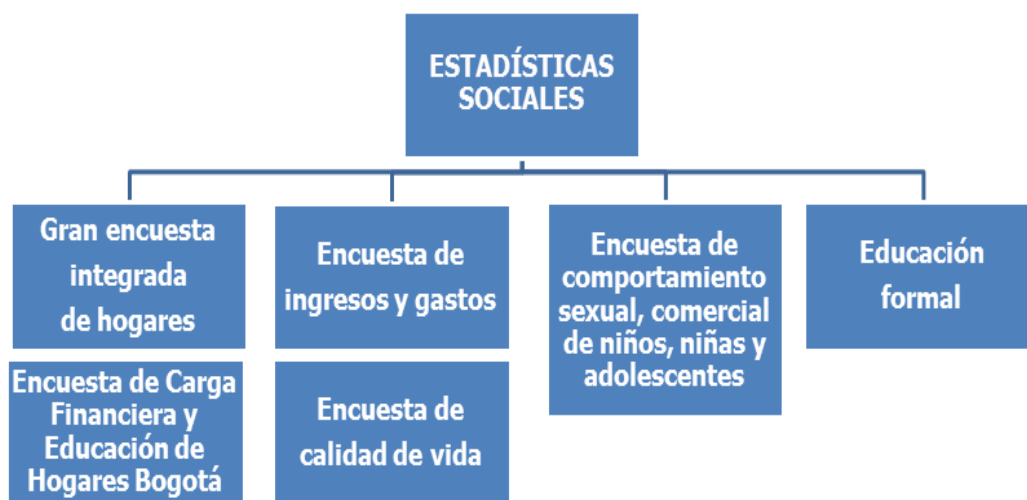 ESTADÍSTICAS
SOCIALES
Gran encuesta
integrada
de hogares
Encuesta de
ingresos y gastos
Encuesta de
comportamiento
sexual, comercial
de niños, niñas y
adolescentes
Educación
formal
Encuesta de Carga
Financiera y
Educación de
Hogares Bogotá
Encuesta de
calidad de vida